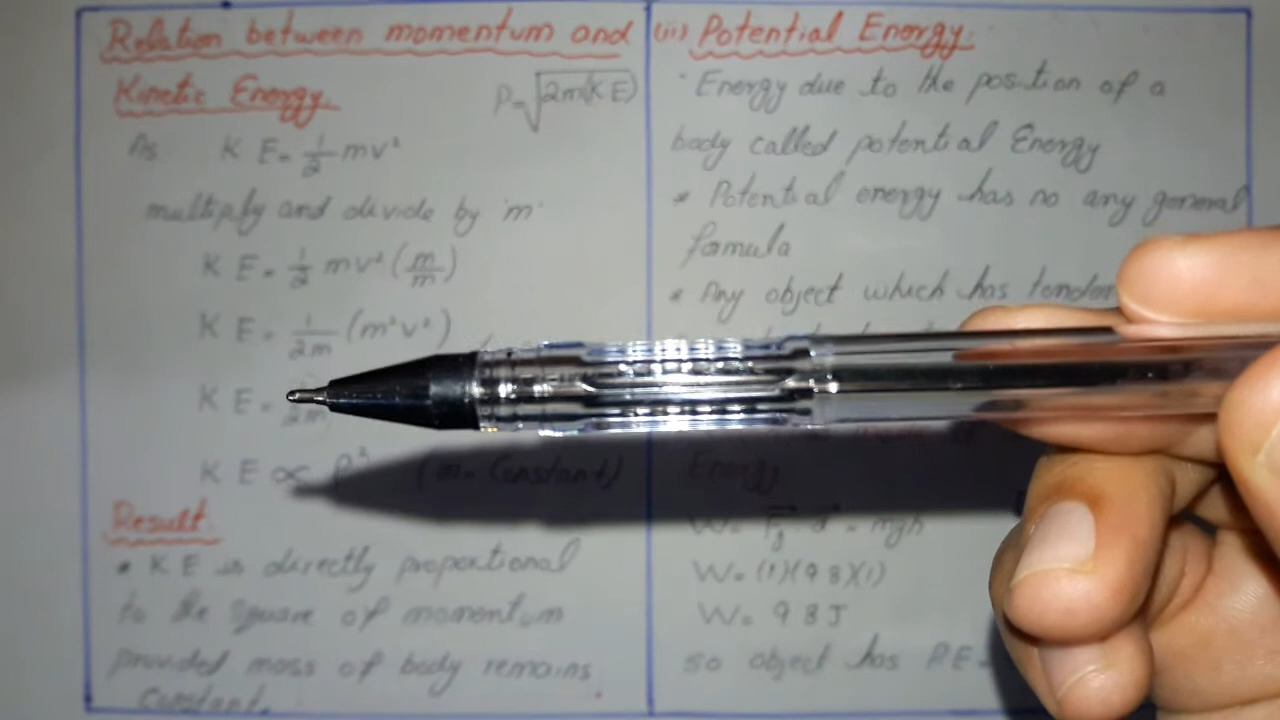 Relation between momentum and
Kinetic Energy.
P=√2m(K E)
As K E = 1/2 mv²
multiply and divide by 'm'
K E = 1/2 mv² (m/m)
K E = 1/2m (m²v²)
K E =
K E ∝ P² (m = Constant)
Result.
* K E is directly proportional
to the square of momentum
provided mass of body remains
constant.
(ii) Potential Energy.
Energy due to the position of a
body called potential Energy
* Potential energy has no any general
formula
* Any object which has
Energy
W = F⃗g . d⃗ = mgh
W = (1)(9.8)(1)
W = 9.8J
so object has P.E =